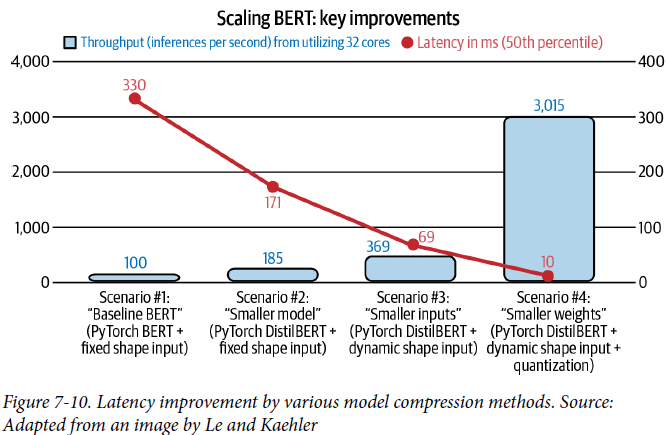 Scaling BERT: key improvements
Throughput (inferences per second) from utilizing 32 cores
Latency in ms (50th percentile)
4,000
400
330
3,015
3,000
300
2,000
200
171
1,000
100
369
69
185
100
10
0
0
Scenario #1:
"Baseline BERT"
(PyTorch BERT +
fixed shape input)
Scenario #2:
"Smaller model"
(PyTorch DistilBERT +
fixed shape input)
Scenario #3:
"Smaller inputs"
(PyTorch DistilBERT +
dynamic shape input)
Scenario #4:
"Smaller weights"
(PyTorch DistilBERT +
dynamic shape input +
quantization)
Figure 7-10. Latency improvement by various model compression methods. Source:
Adapted from an image by Le and Kaehler